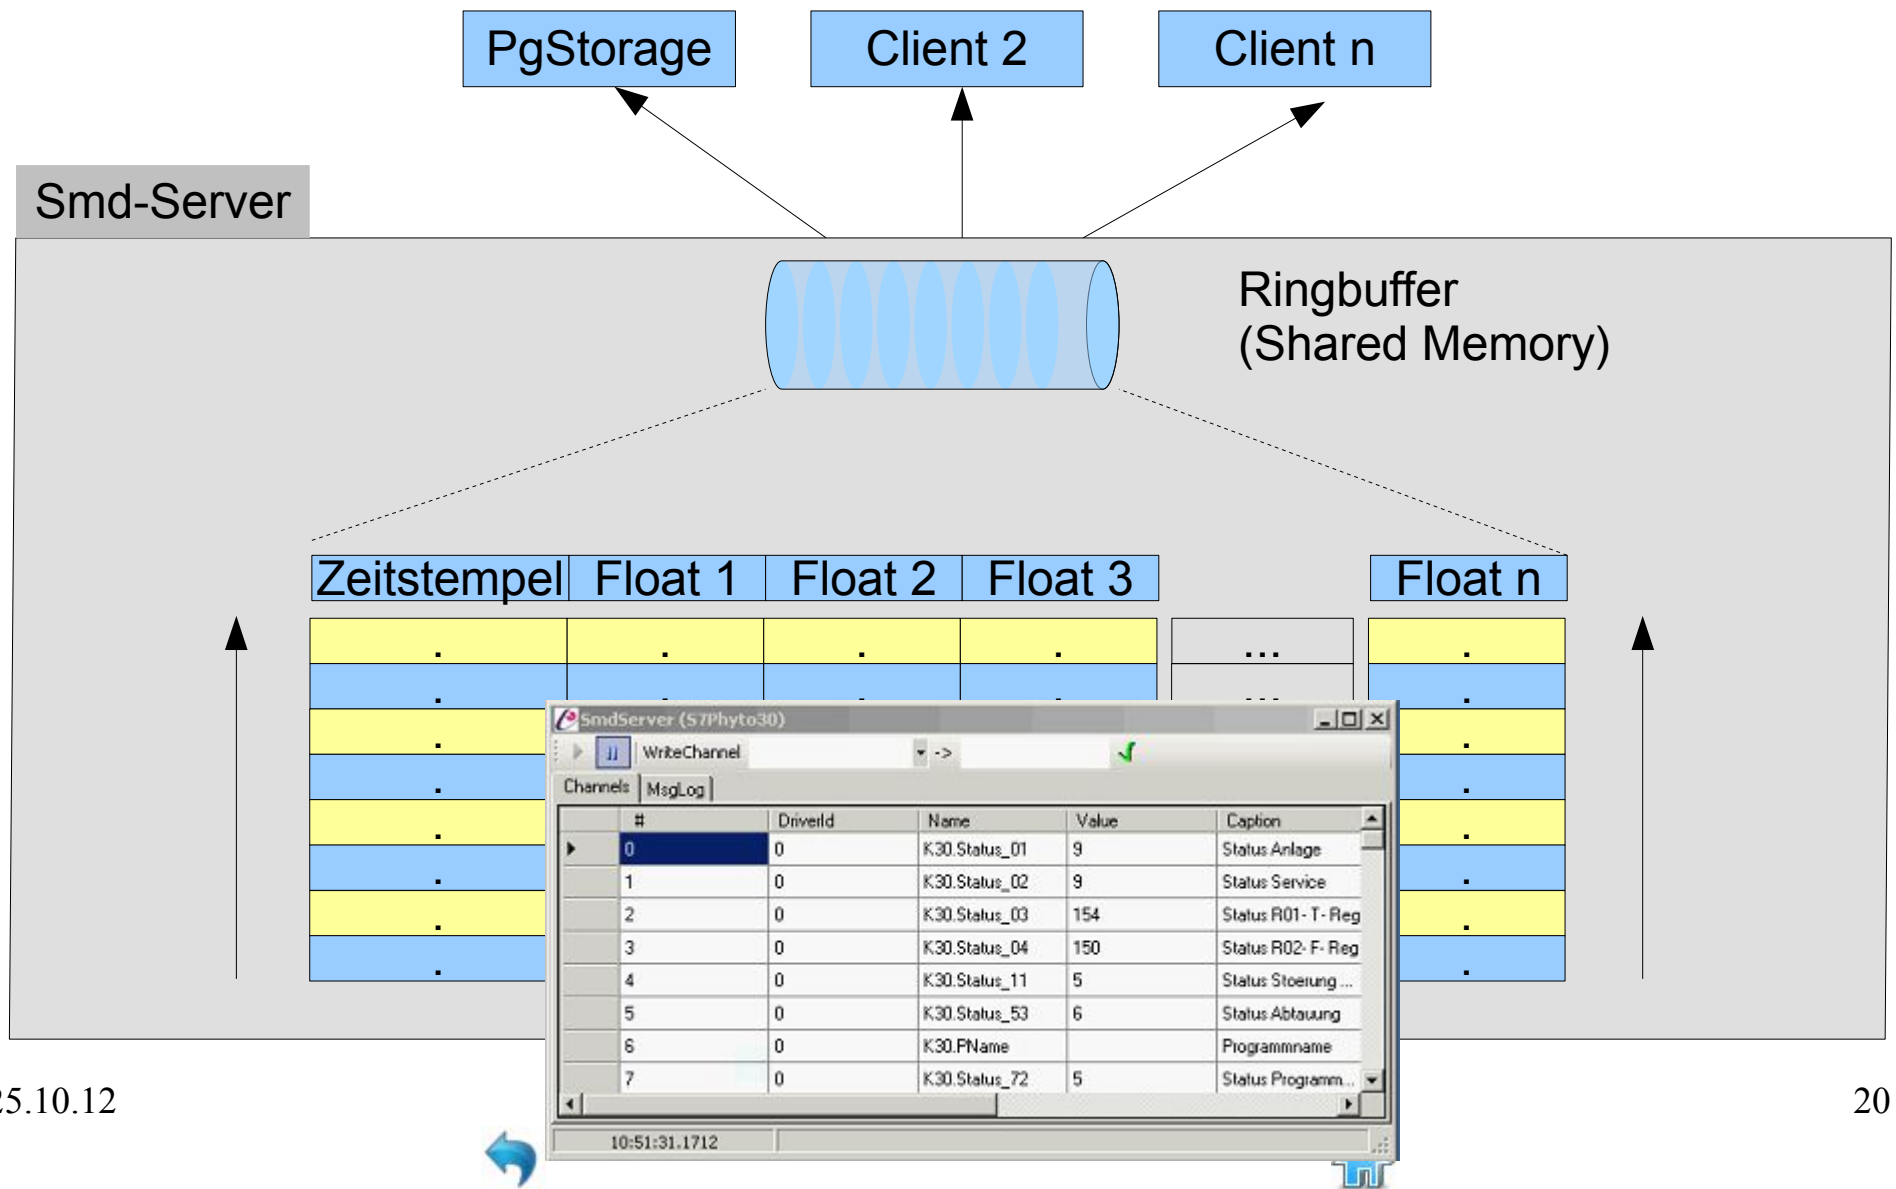 PgStorage Client 2 Client n
Smd-Server
Ringbuffer
(Shared Memory)
Zeitstempel Float 1 Float 2 Float 3 Float n
. . . . ... .
. . . . ... .
. .
. .
. .
. .
. .
. .
SmdServer (S7Phyto30)
WriteChannel ->
Channels MsgLog
# DriverId Name Value Caption
0 0 K30.Status_01 9 Status Anlage
1 0 K30.Status_02 9 Status Service
2 0 K30.Status_03 154 Status R01- T- Reg
3 0 K30.Status_04 150 Status R02- F- Reg
4 0 K30.Status_11 5 Status Stoerung ...
5 0 K30.Status_53 6 Status Abtauung
6 0 K30.PName Programmname
7 0 K30.Status_72 5 Status Programm...
10:51:31.1712
25.10.12 20